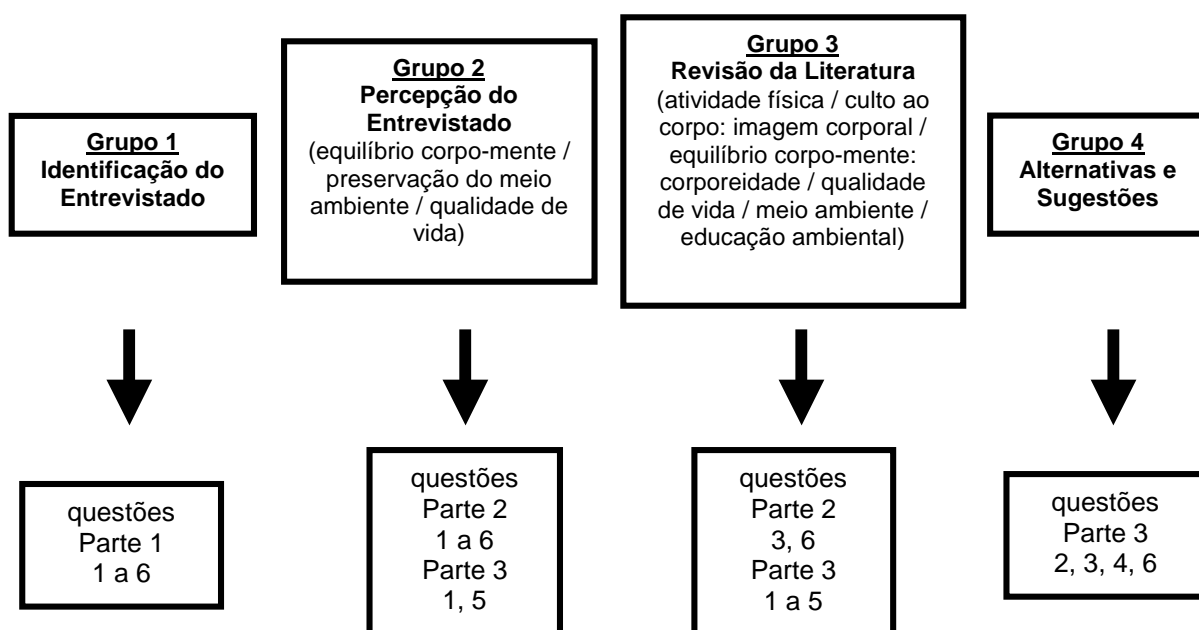 Grupo 1
Identificação do
Entrevistado
Grupo 2
Percepção do
Entrevistado
(equilíbrio corpo-mente /
preservação do meio
ambiente / qualidade de
vida)
Grupo 3
Revisão da Literatura
(atividade física / culto ao
corpo: imagem corporal /
equilíbrio corpo-mente:
corporeidade / qualidade
de vida / meio ambiente /
educação ambiental)
Grupo 4
Alternativas e
Sugestões
questões
Parte 1
1 a 6
questões
Parte 2
1 a 6
Parte 3
1, 5
questões
Parte 2
3, 6
Parte 3
1 a 5
questões
Parte 3
2, 3, 4, 6